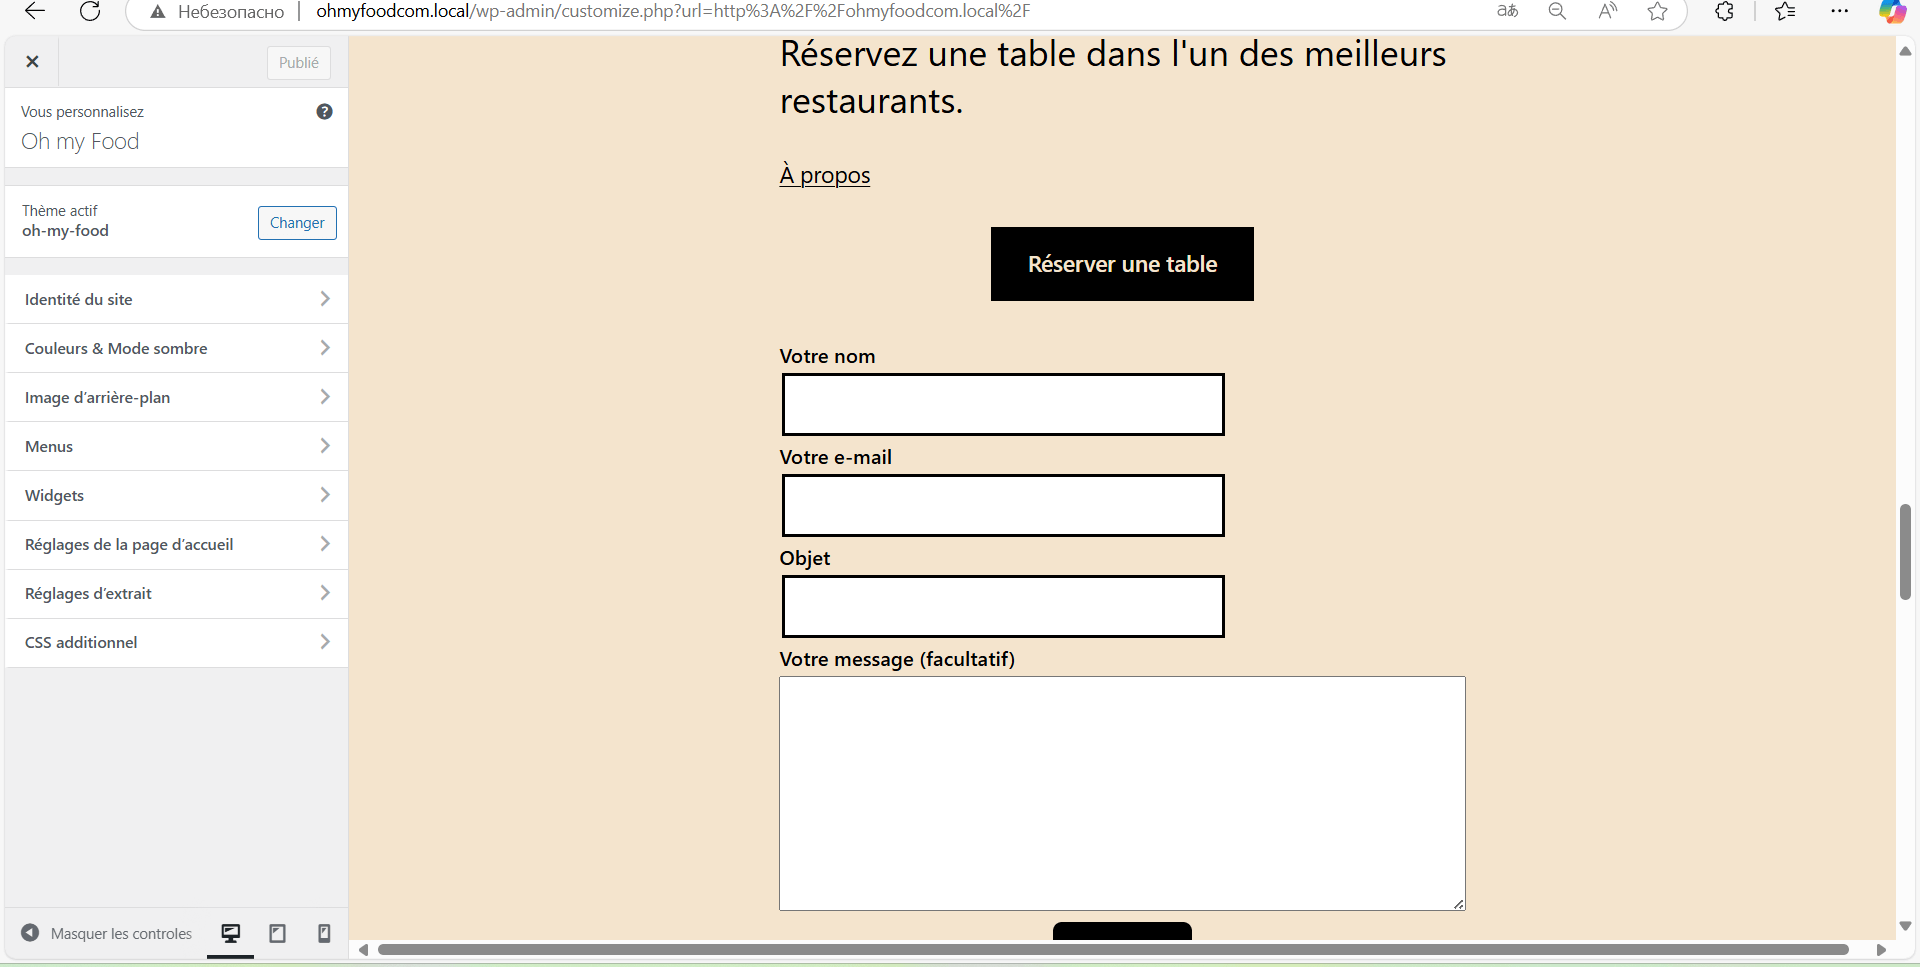 Небезопасно
ohmyfoodcom.local/wp-admin/customize.php?url=http%3A%2F%2Fohmyfoodcom.local%2F
aあ
Publié
Vous personnalisez
Oh my Food
Thème actif
oh-my-food
Changer
Identité du site
Couleurs & Mode sombre
Image d’arrière-plan
Menus
Widgets
Réglages de la page d’accueil
Réglages d’extrait
CSS additionnel
Masquer les controles
Réservez une table dans l'un des meilleurs
restaurants.
À propos
Réserver une table
Votre nom
Votre e-mail
Objet
Votre message (facultatif)